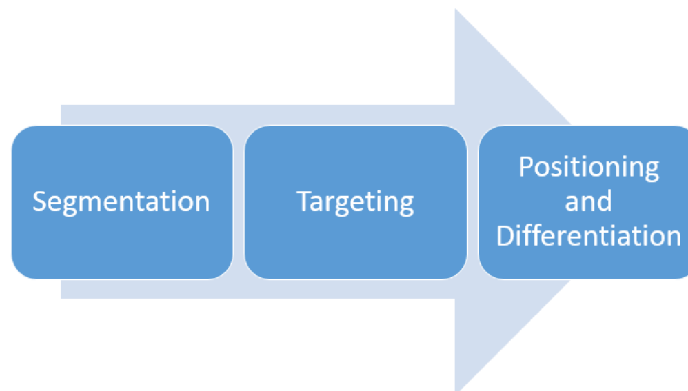 Segmentation
Targeting
Positioning
and
Differentiation